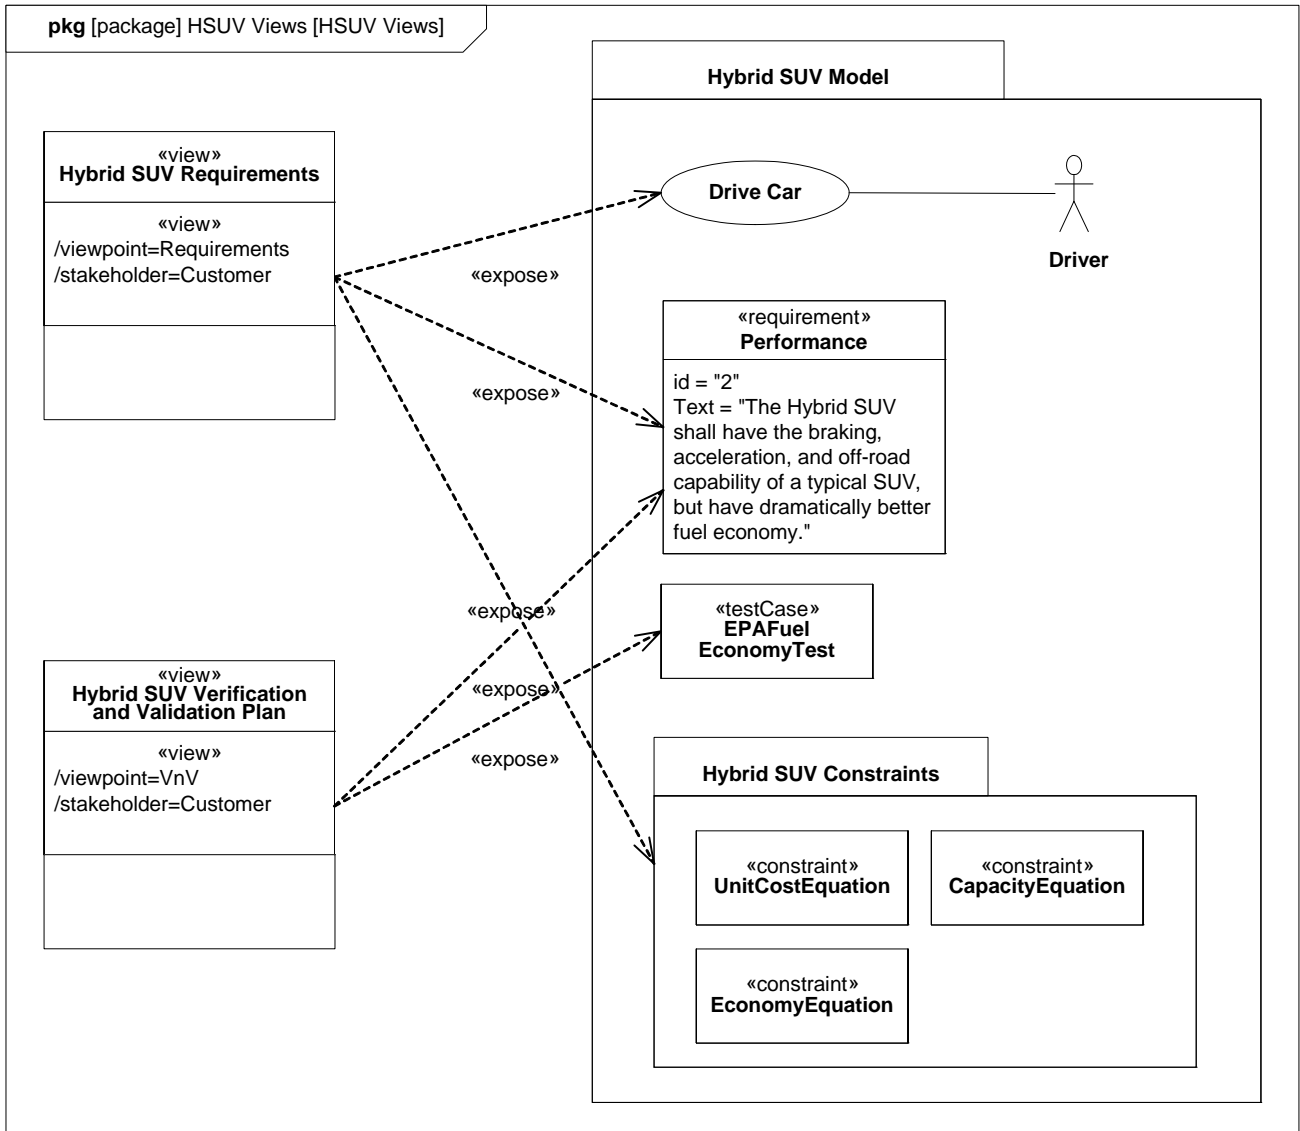 pkg [package] HSUV Views [HSUV Views]
Hybrid SUV Model
«view»
Hybrid SUV Requirements
«view»
/viewpoint=Requirements
/stakeholder=Customer
Drive Car
Driver
«expose»
«requirement»
Performance
id = "2"
Text = "The Hybrid SUV
shall have the braking,
acceleration, and off-road
capability of a typical SUV,
but have dramatically better
fuel economy."
«expose»
«expose»
«testCase»
EPAFuel
EconomyTest
«view»
Hybrid SUV Verification
and Validation Plan
«view»
/viewpoint=VnV
/stakeholder=Customer
«expose»
«expose»
Hybrid SUV Constraints
«constraint»
UnitCostEquation
«constraint»
CapacityEquation
«constraint»
EconomyEquation